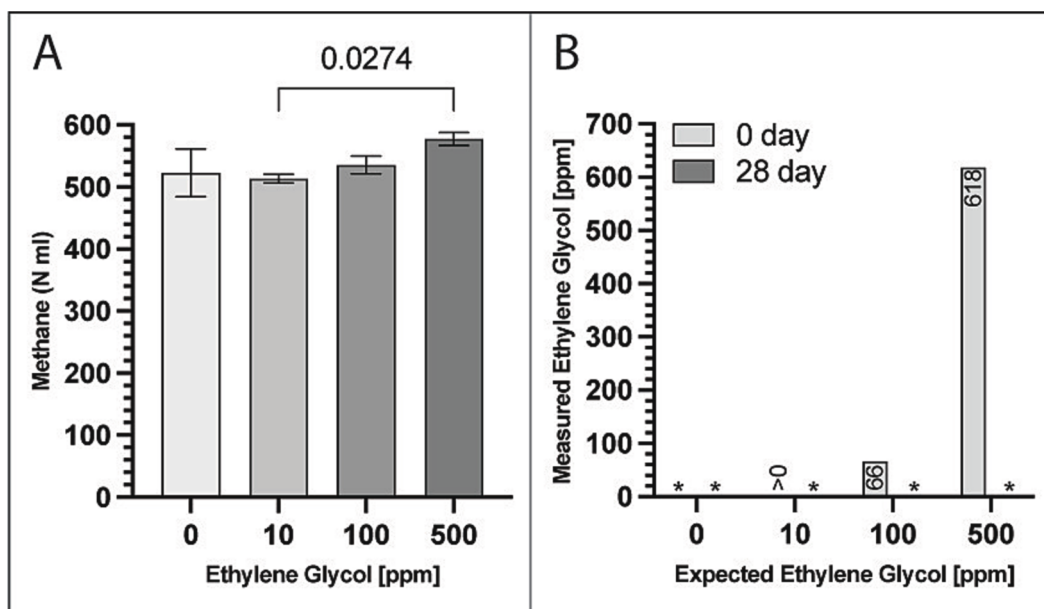 A
0.0274
Methane (N ml)
600
500
400
300
200
100
0
0 10 100 500
Ethylene Glycol [ppm]
B
Measured Ethylene Glycol [ppm]
700
600
500
400
300
200
100
0
0 day
28 day
* * ~0 * 66 * 618 *
0 10 100 500
Expected Ethylene Glycol [ppm]